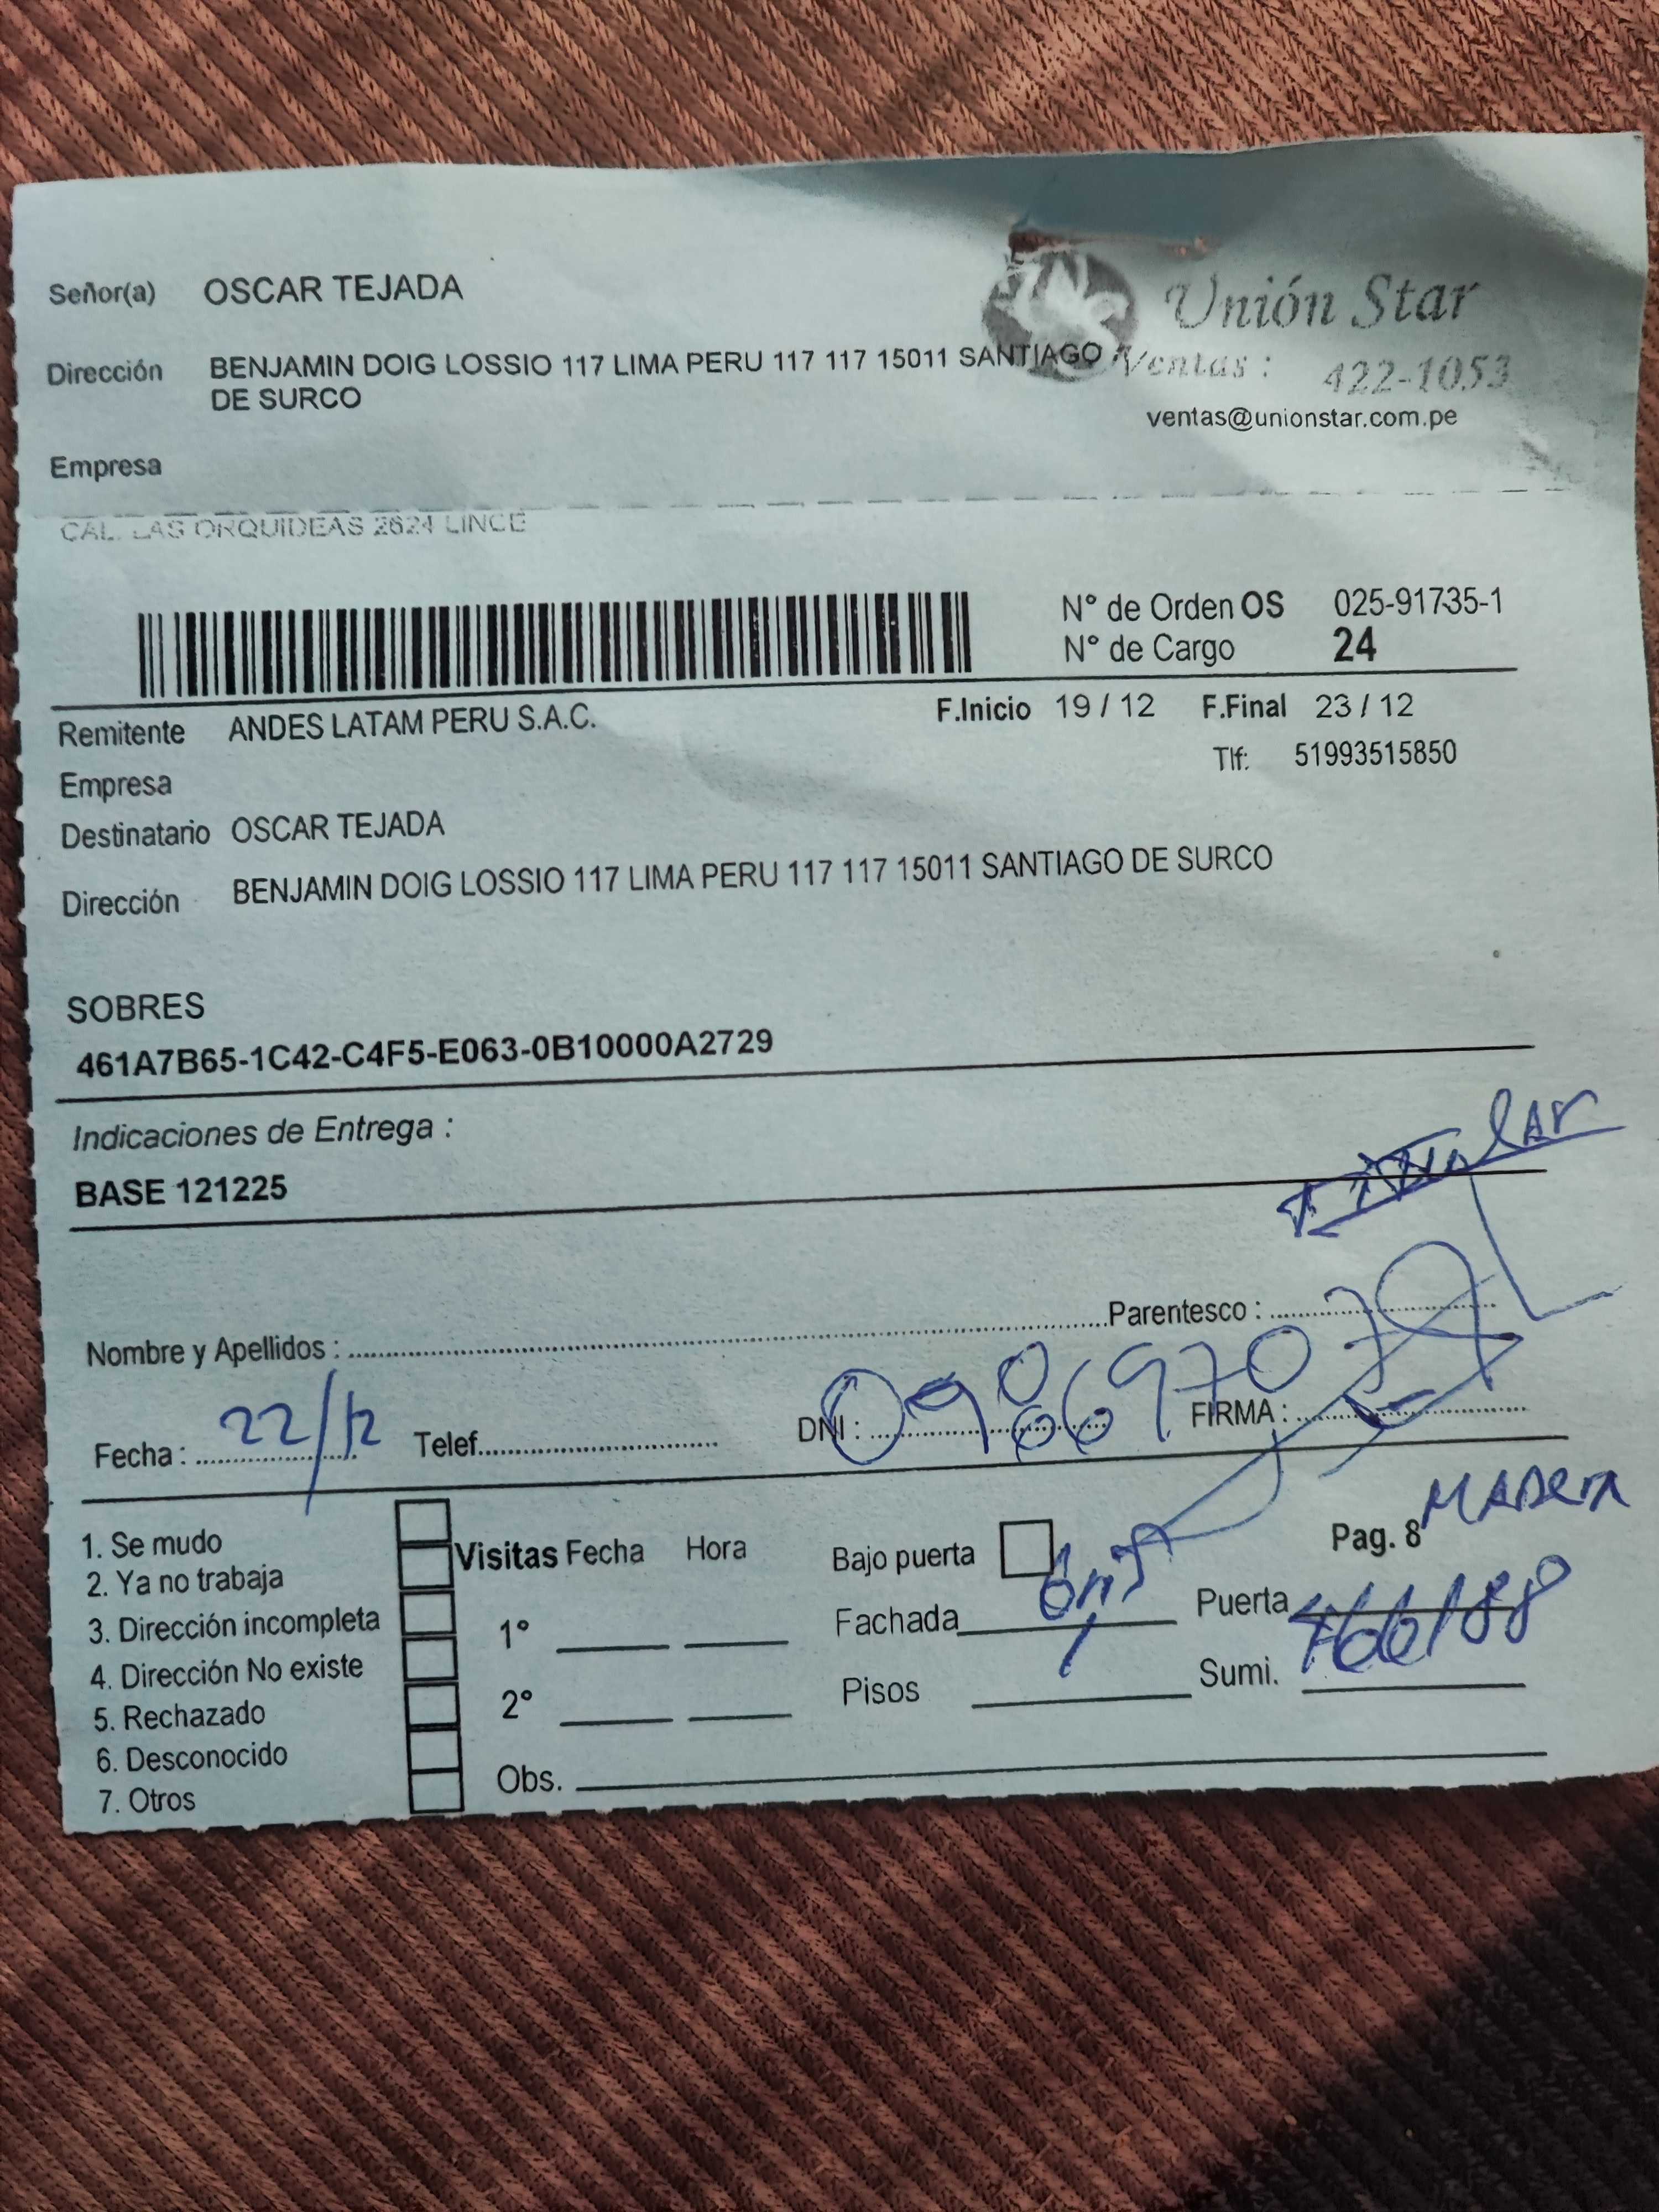 Señor(a) OSCAR TEJADA
Unión Star
Dirección BENJAMIN DOIG LOSSIO 117 LIMA PERU 117 117 15011 SANTIAGO
DE SURCO
Ventas : 422-1053
ventas@unionstar.com.pe
Empresa
CAL. LAS ORQUIDEAS 2624 LINCE
N° de Orden OS 025-91735-1
N° de Cargo 24
Remitente ANDES LATAM PERU S.A.C. F.Inicio 19 / 12 F.Final 23 / 12
Tlf: 51993515850
Empresa
Destinatario OSCAR TEJADA
Dirección BENJAMIN DOIG LOSSIO 117 LIMA PERU 117 117 15011 SANTIAGO DE SURCO
SOBRES
461A7B65-1C42-C4F5-E063-0B10000A2729
Indicaciones de Entrega :
BASE 121225
Titular
Nombre y Apellidos : Parentesco :
Fecha : 22/12 Telef. DNI : FIRMA :
1. Se mudo
2. Ya no trabaja
3. Dirección incompleta
4. Dirección No existe
5. Rechazado
6. Desconocido
7. Otros
Visitas Fecha Hora
1°
2°
Obs.
Bajo puerta Pag. 8
Fachada Puerta MADERA
Pisos Sumi.